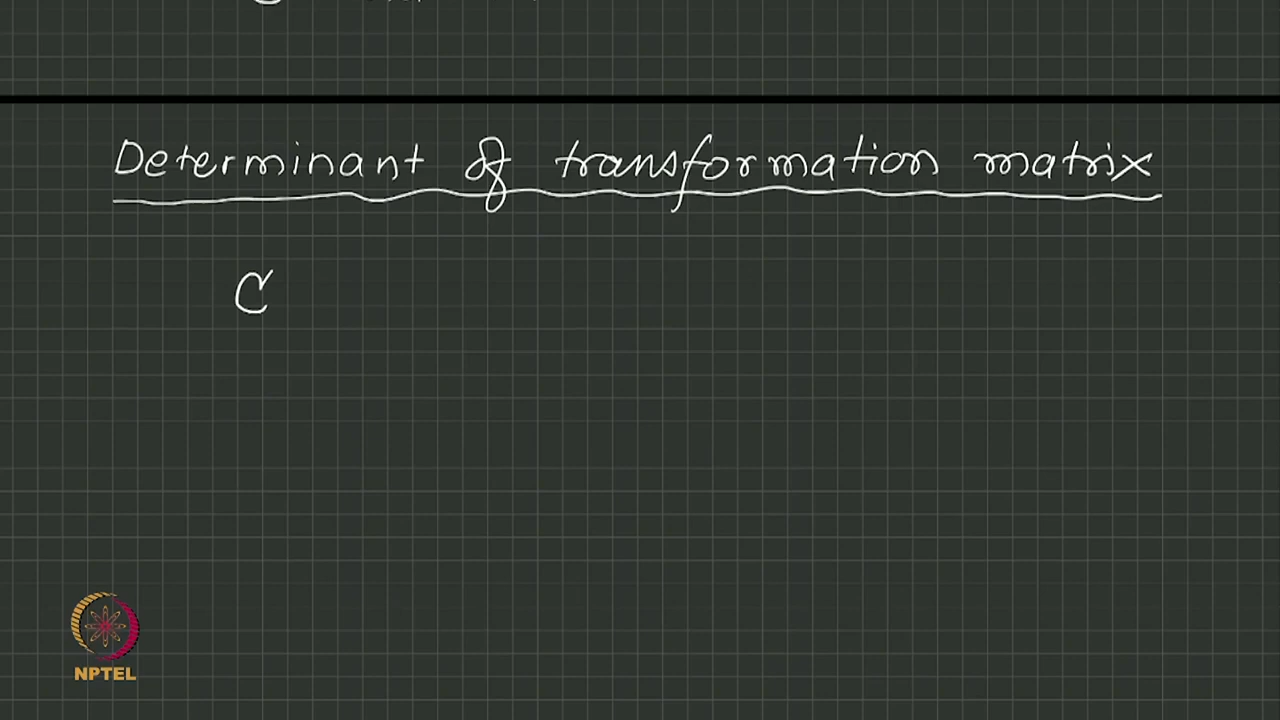 Determinant of transformation matrix
C
NPTEL